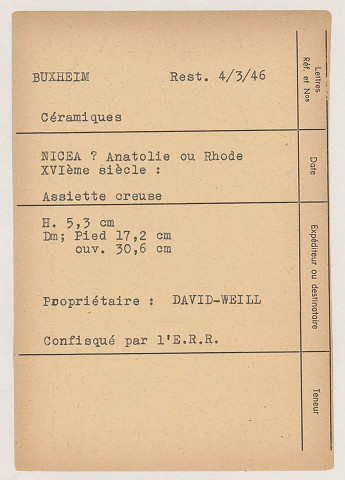 BUXHEIM Rest. 4/3/46
Céramiques
NICEA ? Anatolie ou Rhode
XVIème siècle :
Assiette creuse
H. 5,3 cm
Dm; Pied 17,2 cm
ouv. 30,6 cm
Propriétaire : DAVID-WEILL
Confisqué par l'E.R.R.
Lettres
Réf. et Nos
Date
Expéditeur ou destinataire
Teneur